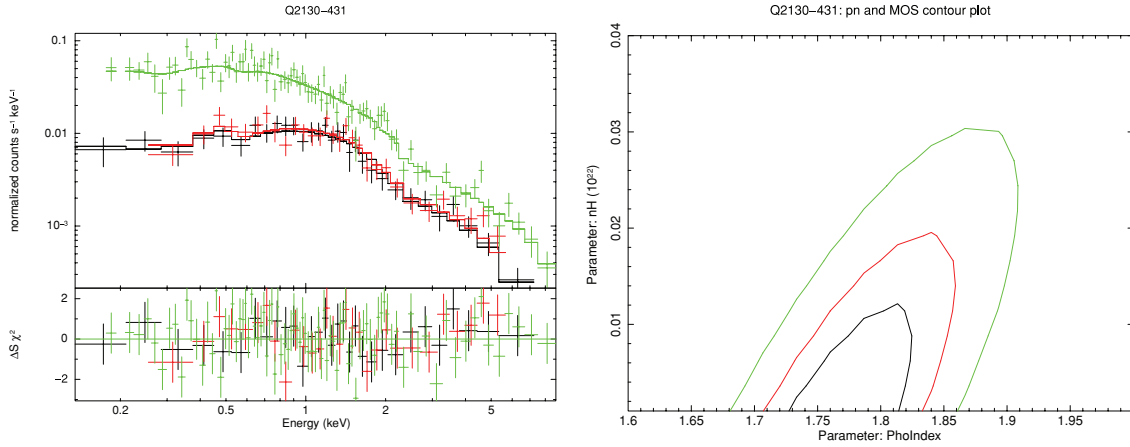 Q2130−431
normalized counts s⁻¹ keV⁻¹
0.1
0.01
10⁻³
ΔS χ²
2
0
−2
0.2 0.5 1 2 5
Energy (keV)
Q2130−431: pn and MOS contour plot
Parameter: nH (10²²)
0.04
0.03
0.02
0.01
1.6 1.65 1.7 1.75 1.8 1.85 1.9 1.95
Parameter: PhoIndex